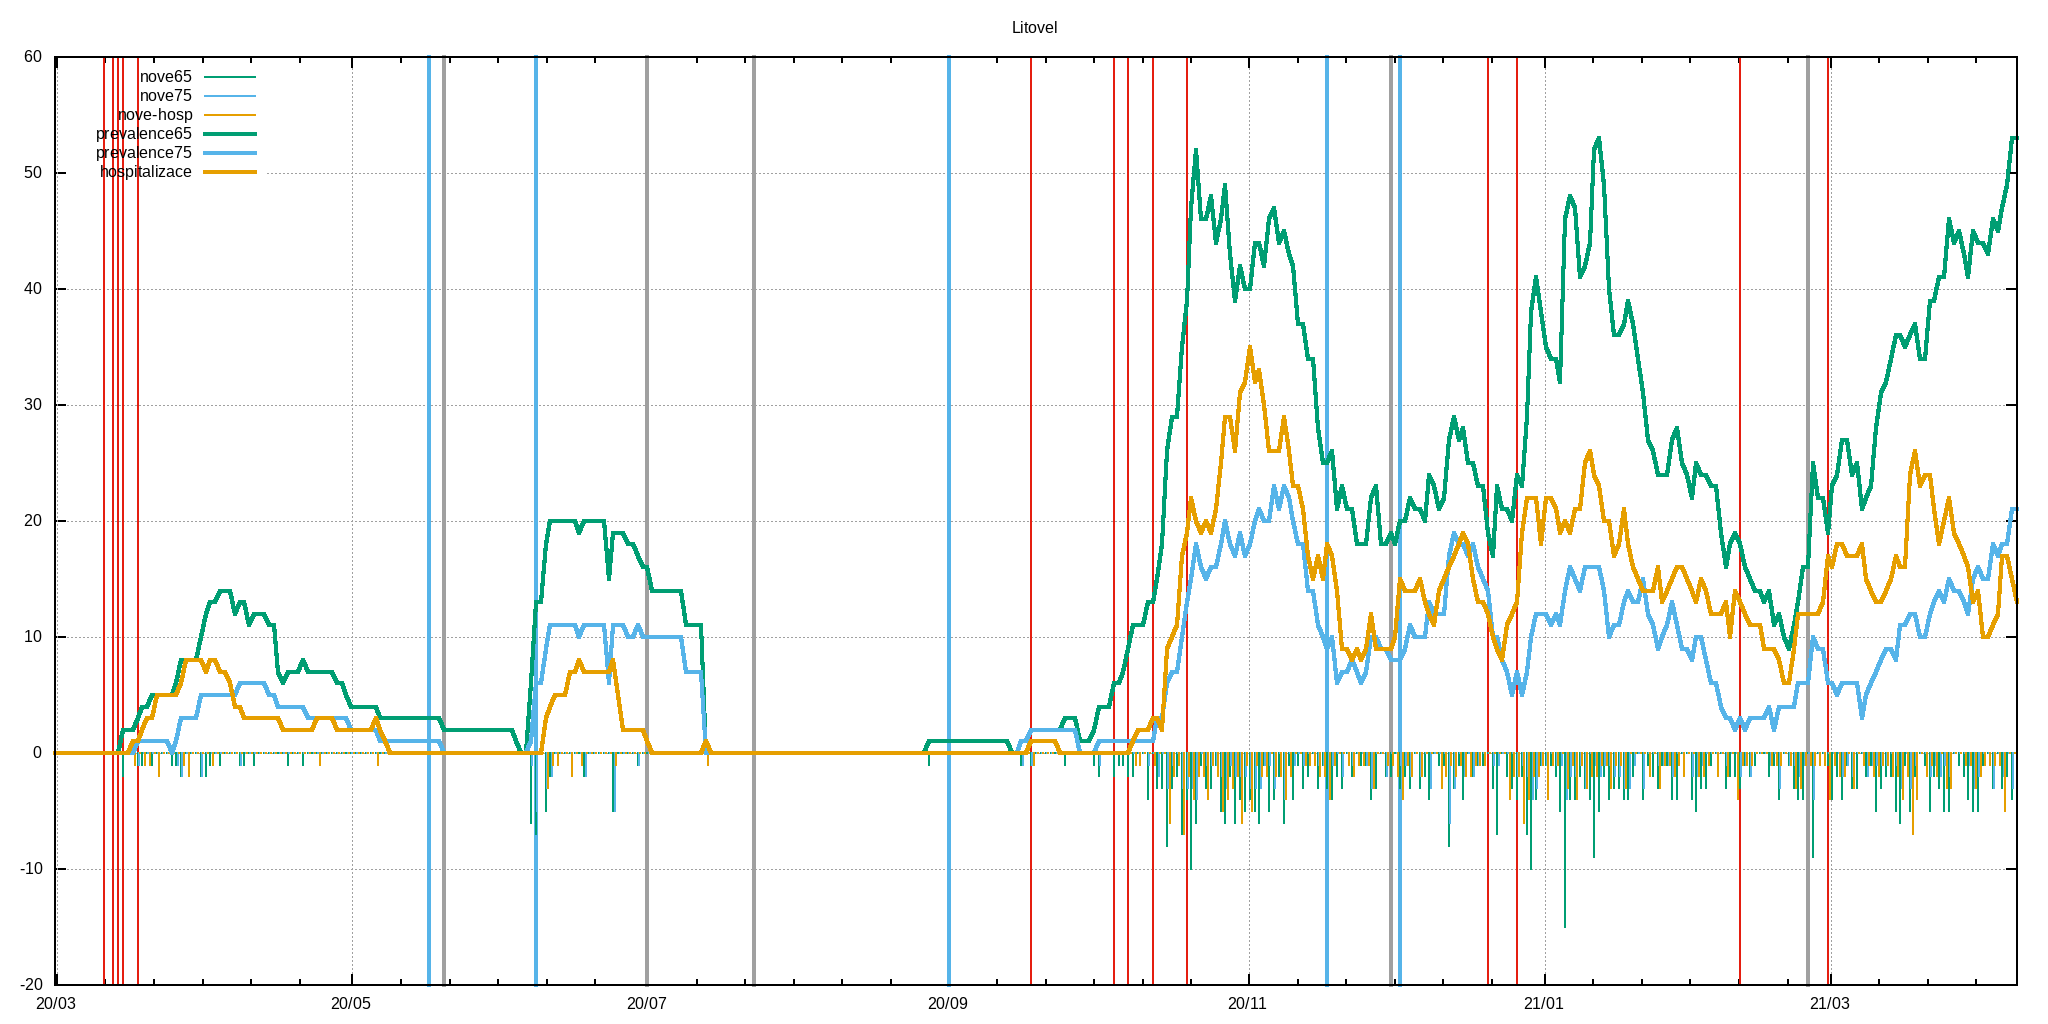 Litovel
60
nove65
nove75
nove-hosp
prevalence65
prevalence75
hospitalizace
50
40
30
20
10
0
-10
-20
20/03 20/05 20/07 20/09 20/11 21/01 21/03